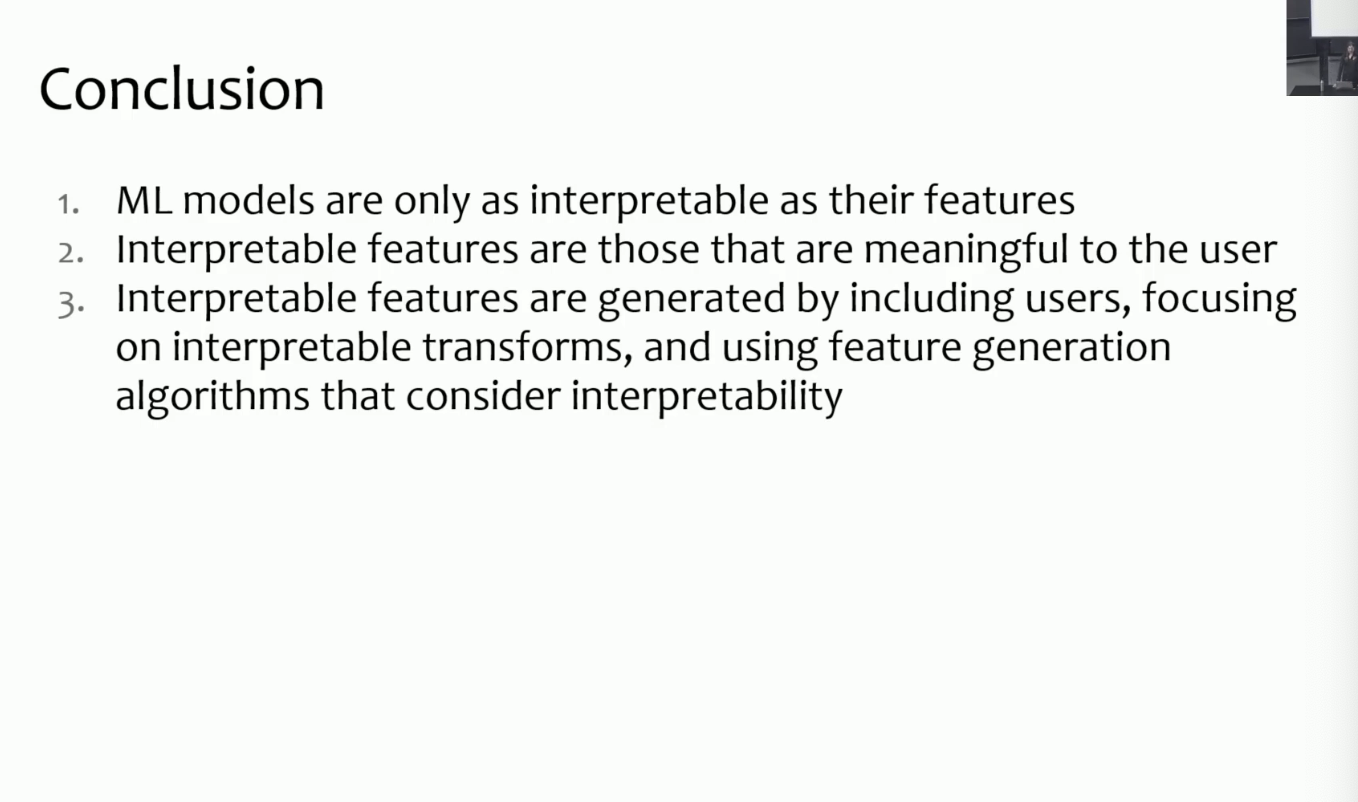 Conclusion
1. ML models are only as interpretable as their features
2. Interpretable features are those that are meaningful to the user
3. Interpretable features are generated by including users, focusing
on interpretable transforms, and using feature generation
algorithms that consider interpretability